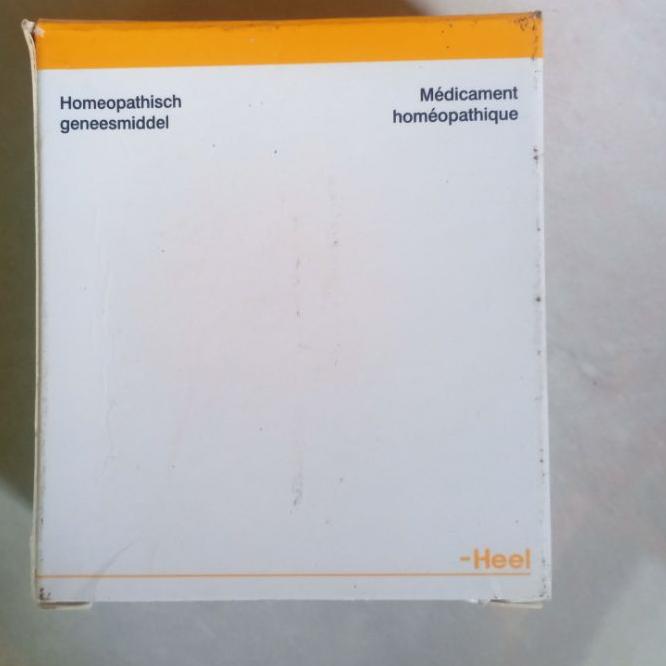 Homeopathisch
geneesmiddel
Médicament
homéopathique
-Heel